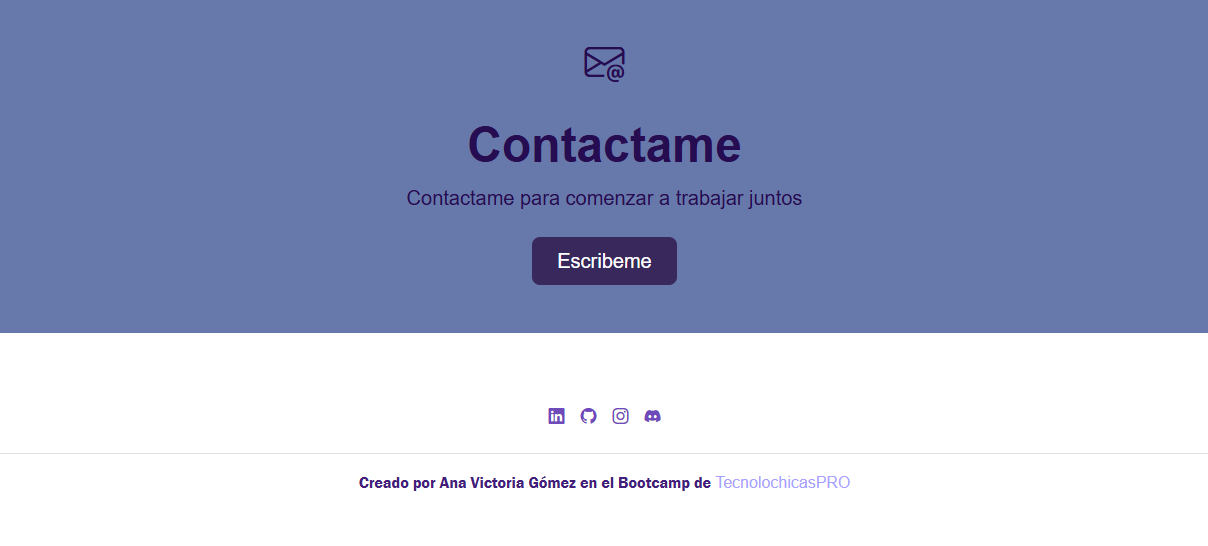 Contactame
Contactame para comenzar a trabajar juntos
Escribeme
Creado por Ana Victoria Gómez en el Bootcamp de TecnolochicasPRO